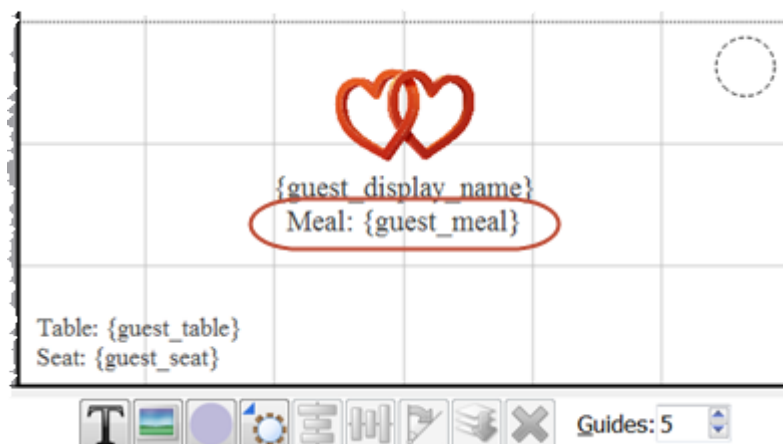 {guest_display_name}
Meal: {guest_meal}
Table: {guest_table}
Seat: {guest_seat}
T
Guides: 5